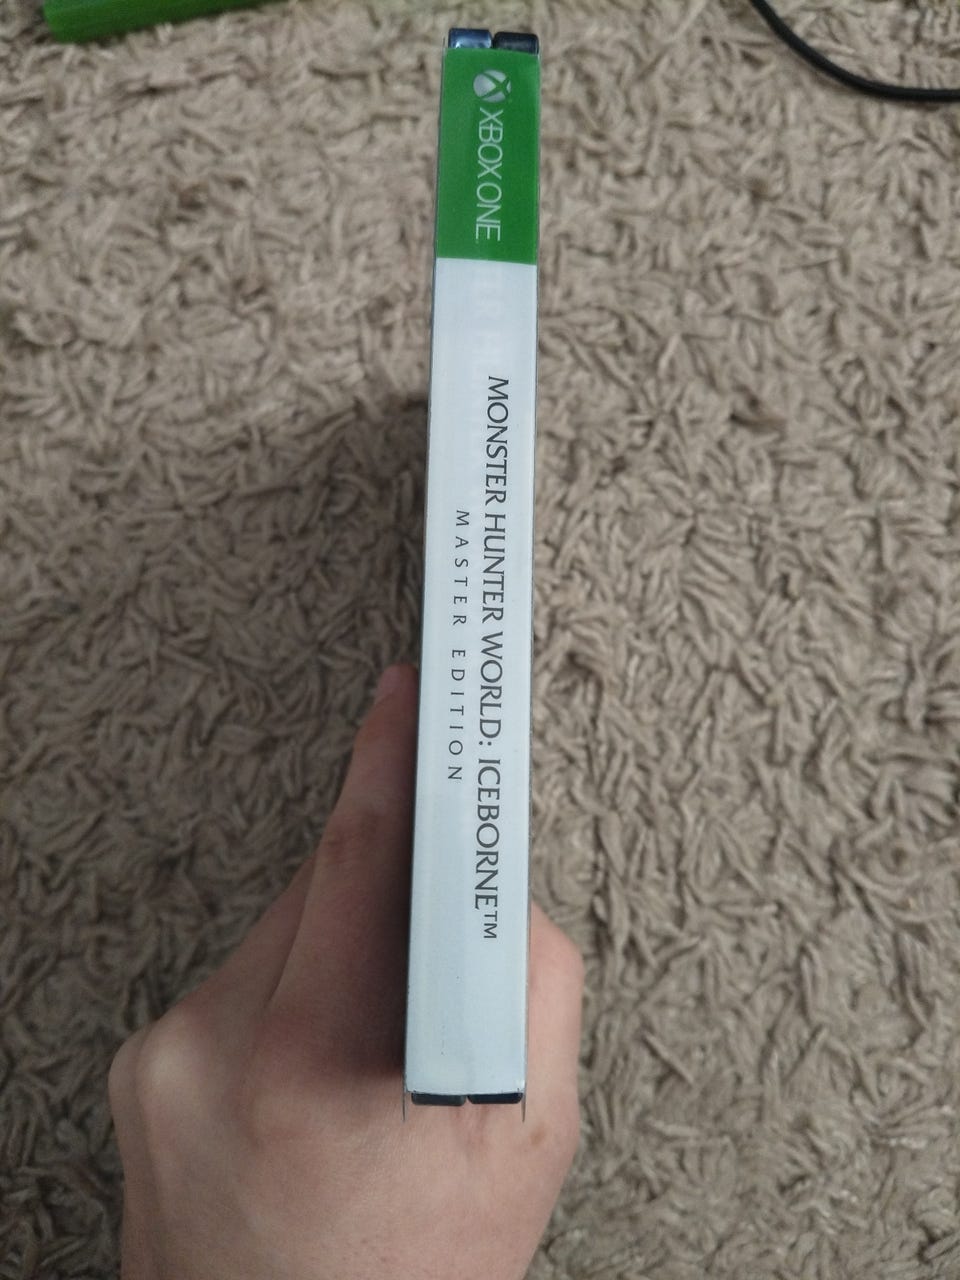 XBOX ONE
MONSTER HUNTER WORLD: ICEBORNE™
MASTER EDITION